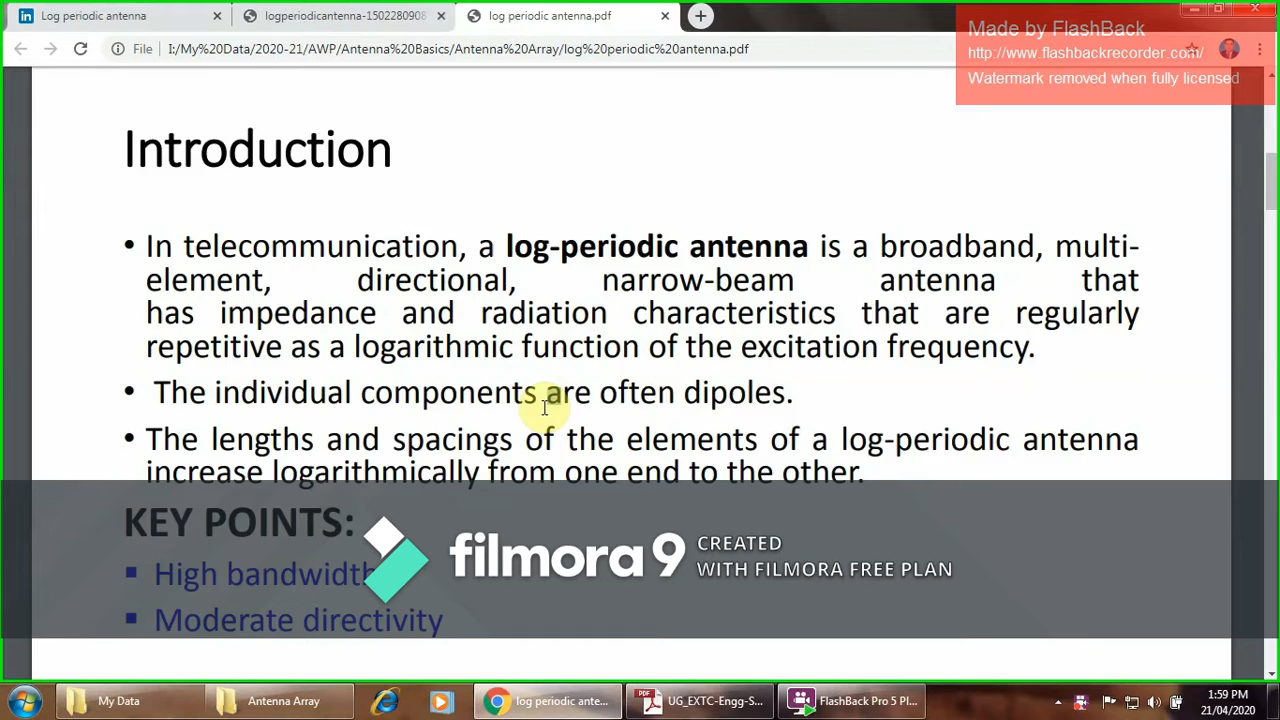 Log periodic antenna
logperiodicantenna-1502280908
log periodic antenna.pdf
File
I:/My%20Data/2020-21/AWP/Antenna%20Basics/Antenna%20Array/log%20periodic%20antenna.pdf
Made by FlashBack
http://www.flashbackrecorder.com/
Watermark removed when fully licensed
Introduction
• In telecommunication, a log-periodic antenna is a broadband, multi-
element, directional, narrow-beam antenna that
has impedance and radiation characteristics that are regularly
repetitive as a logarithmic function of the excitation frequency.
• The individual components are often dipoles.
• The lengths and spacings of the elements of a log-periodic antenna
increase logarithmically from one end to the other.
KEY POINTS:
▪ High bandwidth
▪ Moderate directivity
filmora 9
CREATED
WITH FILMORA FREE PLAN
My Data
Antenna Array
log periodic ante...
UG_EXTC-Engg-S...
FlashBack Pro 5 Pl...
1:59 PM
21/04/2020